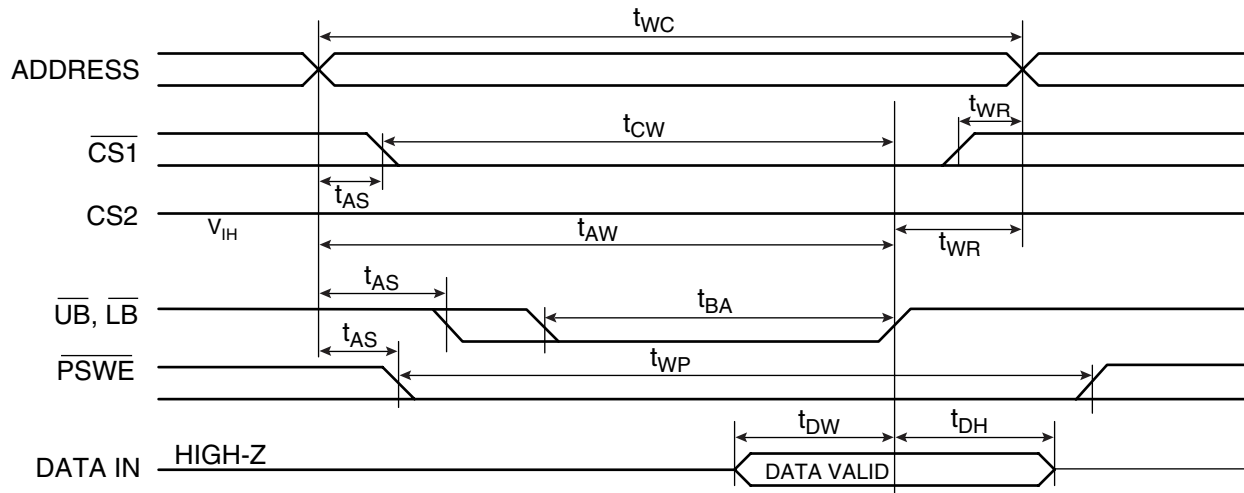 tWC
ADDRESS
tWR
tCW
CS1
tAS
CS2
VIH
tAW
tWR
tAS
UB, LB
tBA
tAS
PSWE
tWP
tDW
tDH
DATA IN
HIGH-Z
DATA VALID